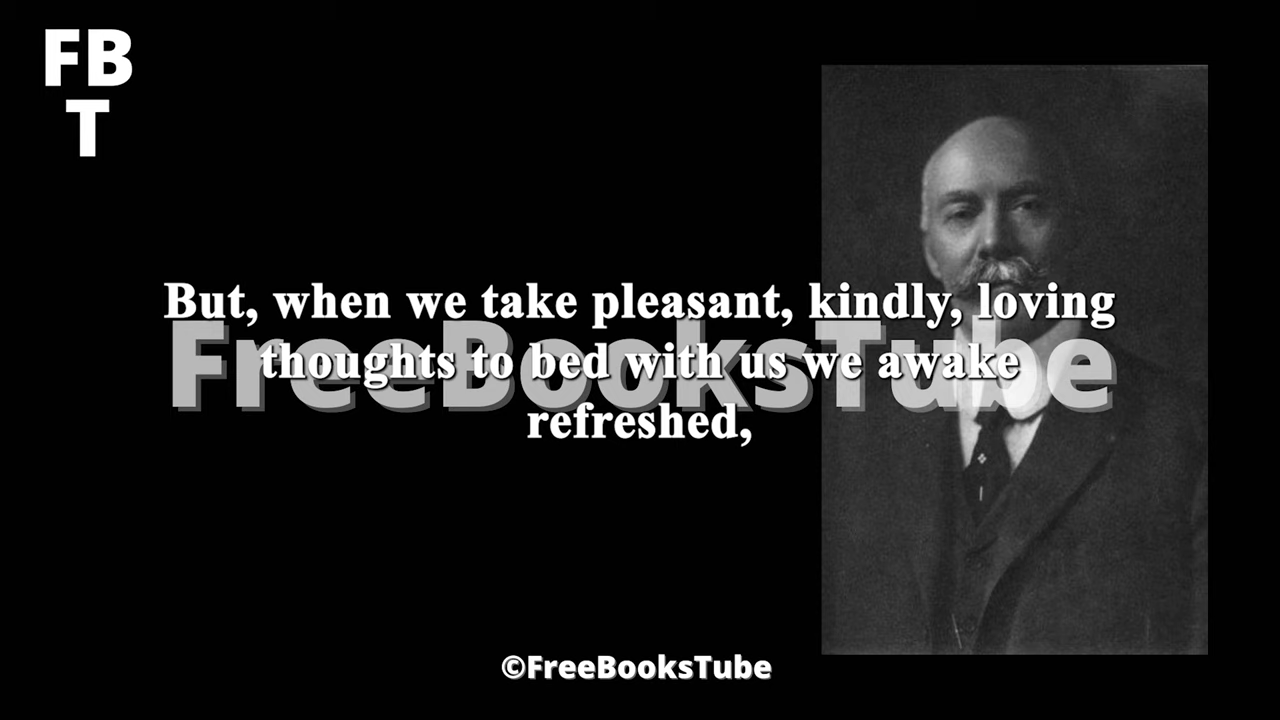 FB
T
But, when we take pleasant, kindly, loving
thoughts to bed with us we awake
refreshed,
FreeBooksTube
©FreeBooksTube